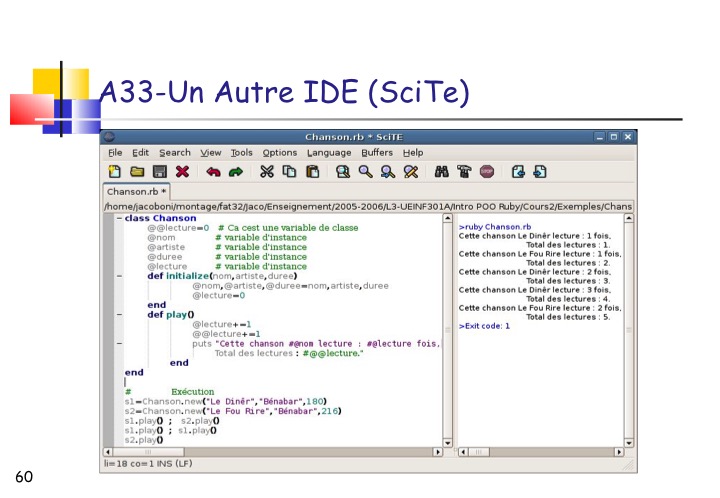 A33-Un Autre IDE (SciTe)
Chanson.rb * SciTE
File Edit Search View Tools Options Language Buffers Help
Chanson.rb *
/home/jacoboni/montage/fat32/Jaco/Enseignement/2005-2006/L3-UEINF301A/Intro POO Ruby/Cours2/Exemples/Chans
class Chanson
@@lecture=0 # Ca cest une variable de classe
@nom # variable d'instance
@artiste # variable d'instance
@duree # variable d'instance
@lecture # variable d'instance
def initialize(nom,artiste,duree)
@nom,@artiste,@duree=nom,artiste,duree
@lecture=0
end
def play()
@lecture+=1
@@lecture+=1
puts "Cette chanson #@nom lecture : #@lecture fois,
Total des lectures : #@@lecture."
end
end
# Exécution
s1=Chanson.new("Le Dinêr","Bénabar",180)
s2=Chanson.new("Le Fou Rire","Bénabar",216)
s1.play() ; s2.play()
s1.play() ; s1.play()
s2.play()
>ruby Chanson.rb
Cette chanson Le Dinêr lecture : 1 fois,
Total des lectures : 1.
Cette chanson Le Fou Rire lecture : 1 fois,
Total des lectures : 2.
Cette chanson Le Dinêr lecture : 2 fois,
Total des lectures : 3.
Cette chanson Le Dinêr lecture : 3 fois,
Total des lectures : 4.
Cette chanson Le Fou Rire lecture : 2 fois,
Total des lectures : 5.
>Exit code: 1
li=18 co=1 INS (LF)
60